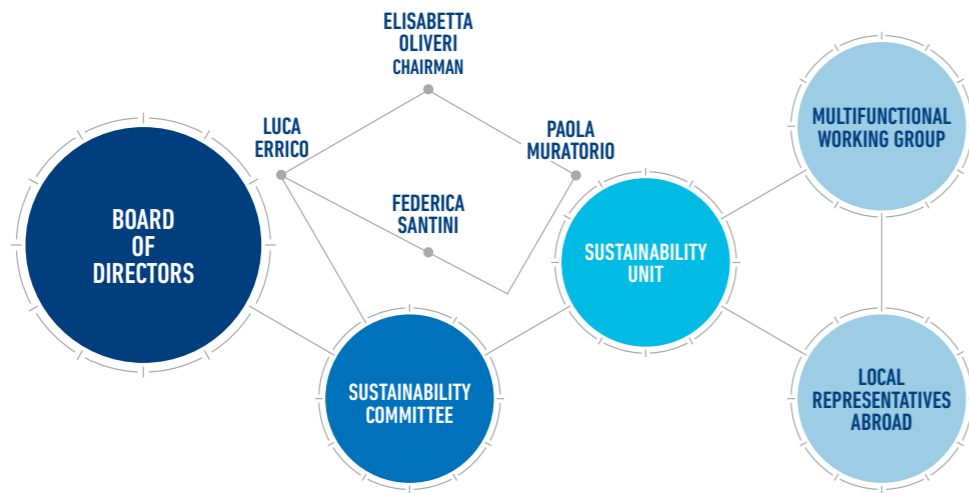 ELISABETTA
OLIVERI
CHAIRMAN
LUCA
ERRICO
PAOLA
MURATORIO
FEDERICA
SANTINI
BOARD
OF
DIRECTORS
SUSTAINABILITY
COMMITTEE
SUSTAINABILITY
UNIT
MULTIFUNCTIONAL
WORKING GROUP
LOCAL
REPRESENTATIVES
ABROAD